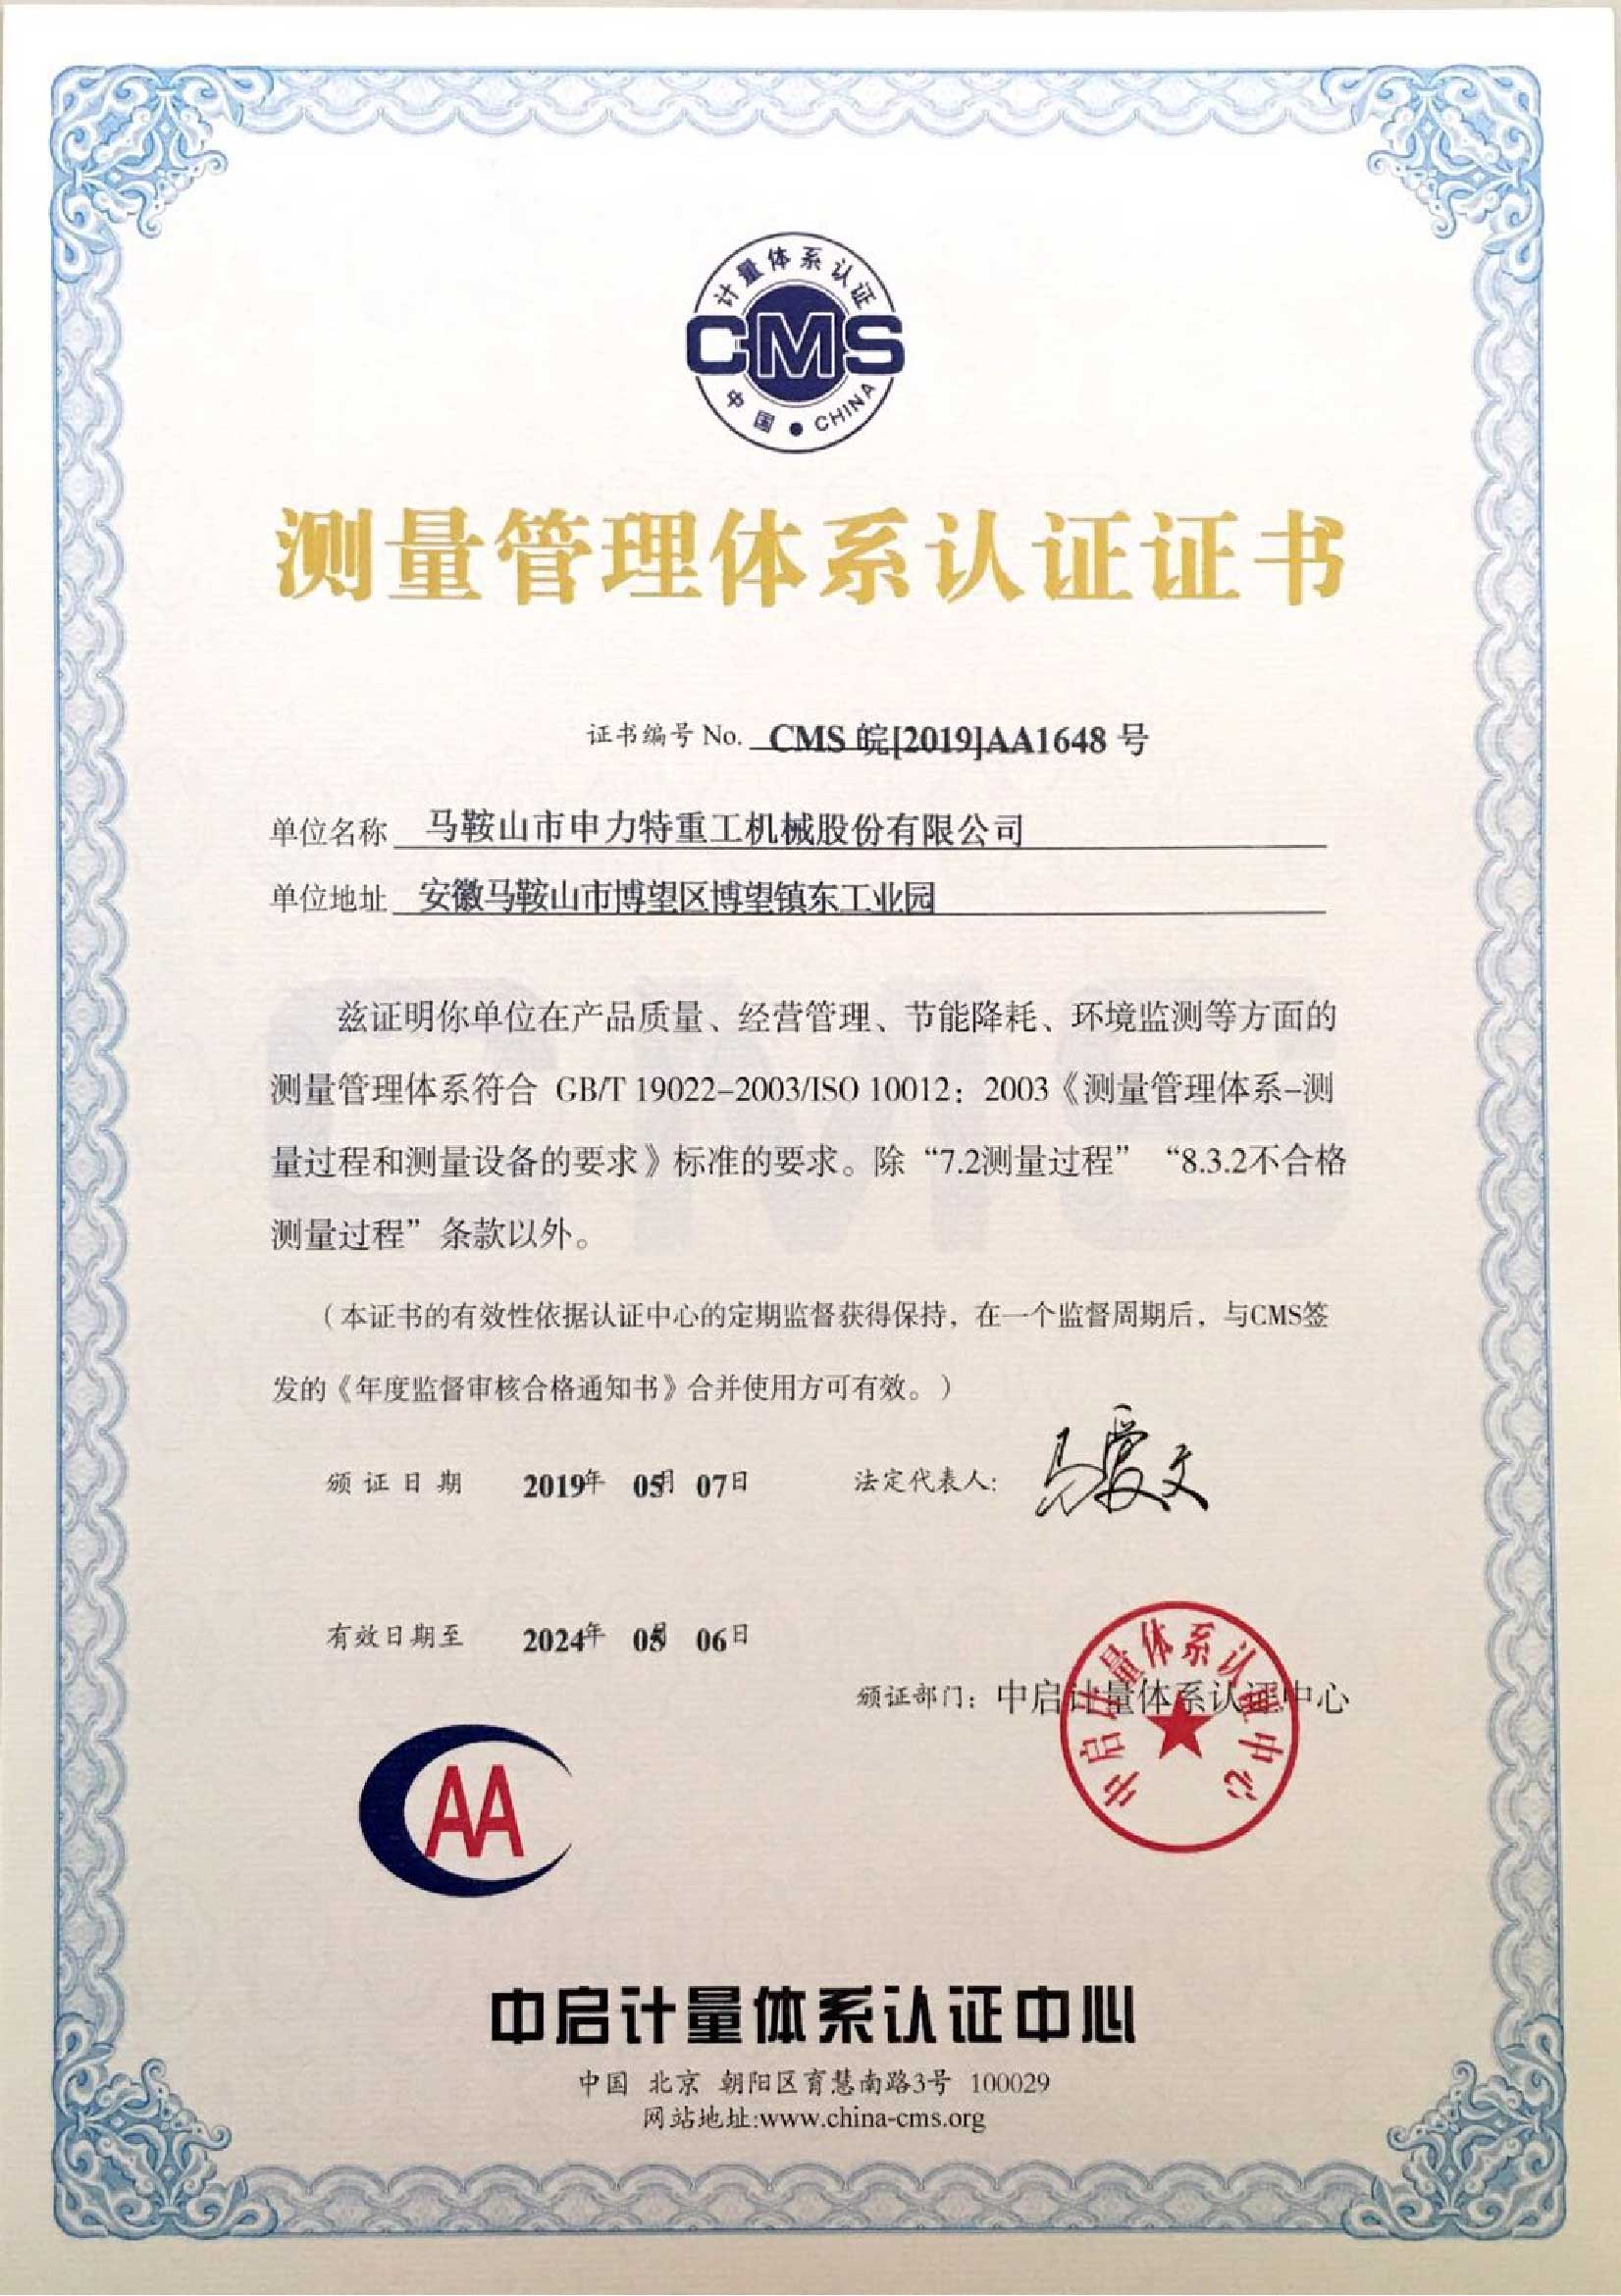 计量体系认证
CMS
中国·CHINA
测量管理体系认证证书
证书编号 No. CMS 皖[2019]AA1648 号
单位名称 马鞍山市申力特重工机械股份有限公司
单位地址 安徽马鞍山市博望区博望镇东工业园
兹证明你单位在产品质量、经营管理、节能降耗、环境监测等方面的
测量管理体系符合 GB/T 19022-2003/ISO 10012：2003《测量管理体系-测
量过程和测量设备的要求》标准的要求。除“7.2测量过程”“8.3.2不合格
测量过程”条款以外。
（本证书的有效性依据认证中心的定期监督获得保持，在一个监督周期后，与CMS签
发的《年度监督审核合格通知书》合并使用方可有效。）
颁证日期 2019年 05月 07日 法定代表人： 马爱文
有效日期至 2024年 05月 06日
颁证部门：中启计量体系认证中心
中启计量体系认证中心
CAA
中启计量体系认证中心
中国 北京 朝阳区育慧南路3号 100029
网站地址:www.china-cms.org